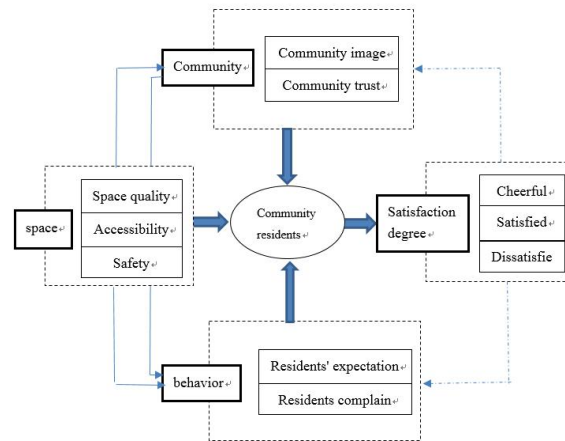 Community
Community image
Community trust
space
Space quality
Accessibility
Safety
Community
residents
Satisfaction
degree
Cheerful
Satisfied
Dissatisfie
behavior
Residents' expectation
Residents complain